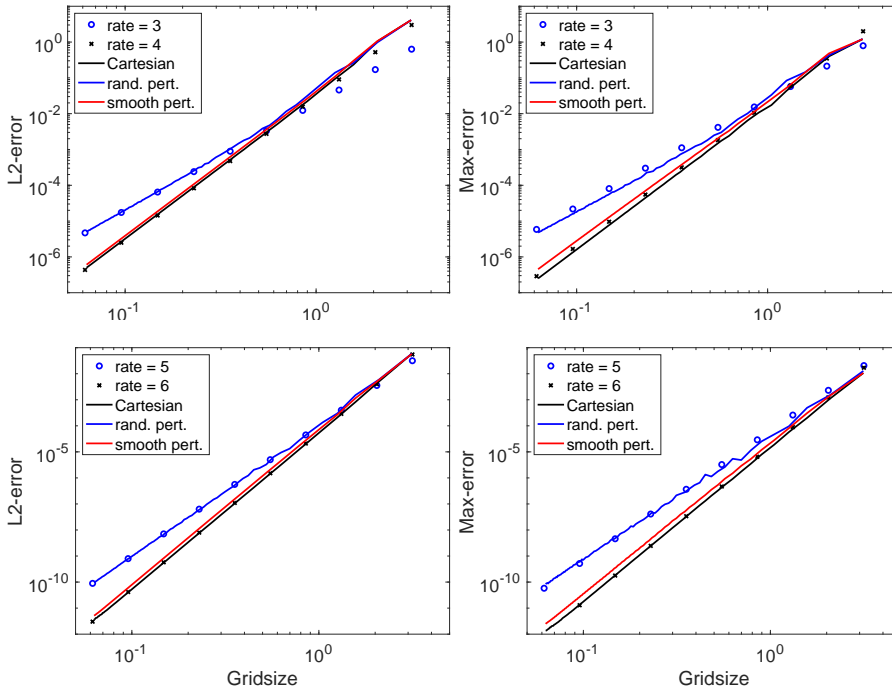 L2-error
10^0
10^-2
10^-4
10^-6
rate = 3
rate = 4
Cartesian
rand. pert.
smooth pert.
10^-1
10^0
Max-error
10^0
10^-2
10^-4
10^-6
rate = 3
rate = 4
Cartesian
rand. pert.
smooth pert.
10^-1
10^0
L2-error
10^-5
10^-10
rate = 5
rate = 6
Cartesian
rand. pert.
smooth pert.
10^-1
10^0
Gridsize
Max-error
10^-5
10^-10
rate = 5
rate = 6
Cartesian
rand. pert.
smooth pert.
10^-1
10^0
Gridsize